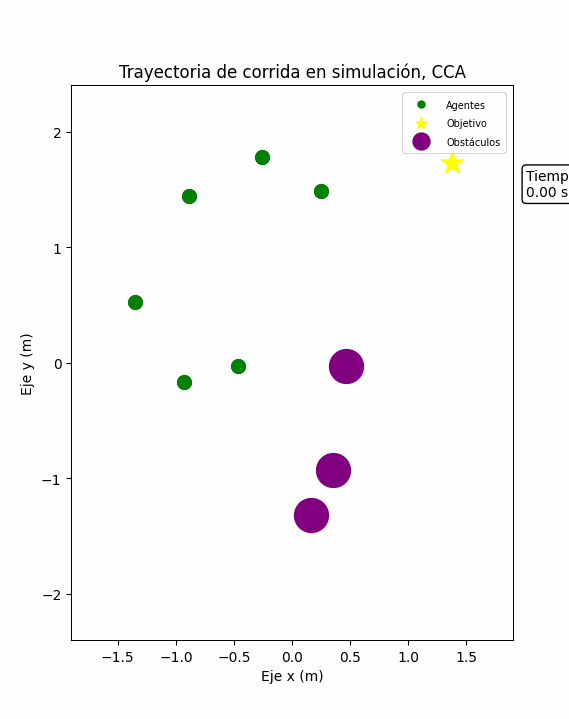 Trayectoria de corrida en simulación, CCA
Agentes
Objetivo
Obstáculos
Tiemp
0.00 s
2
1
0
−1
−2
Eje y (m)
−1.5 −1.0 −0.5 0.0 0.5 1.0 1.5
Eje x (m)